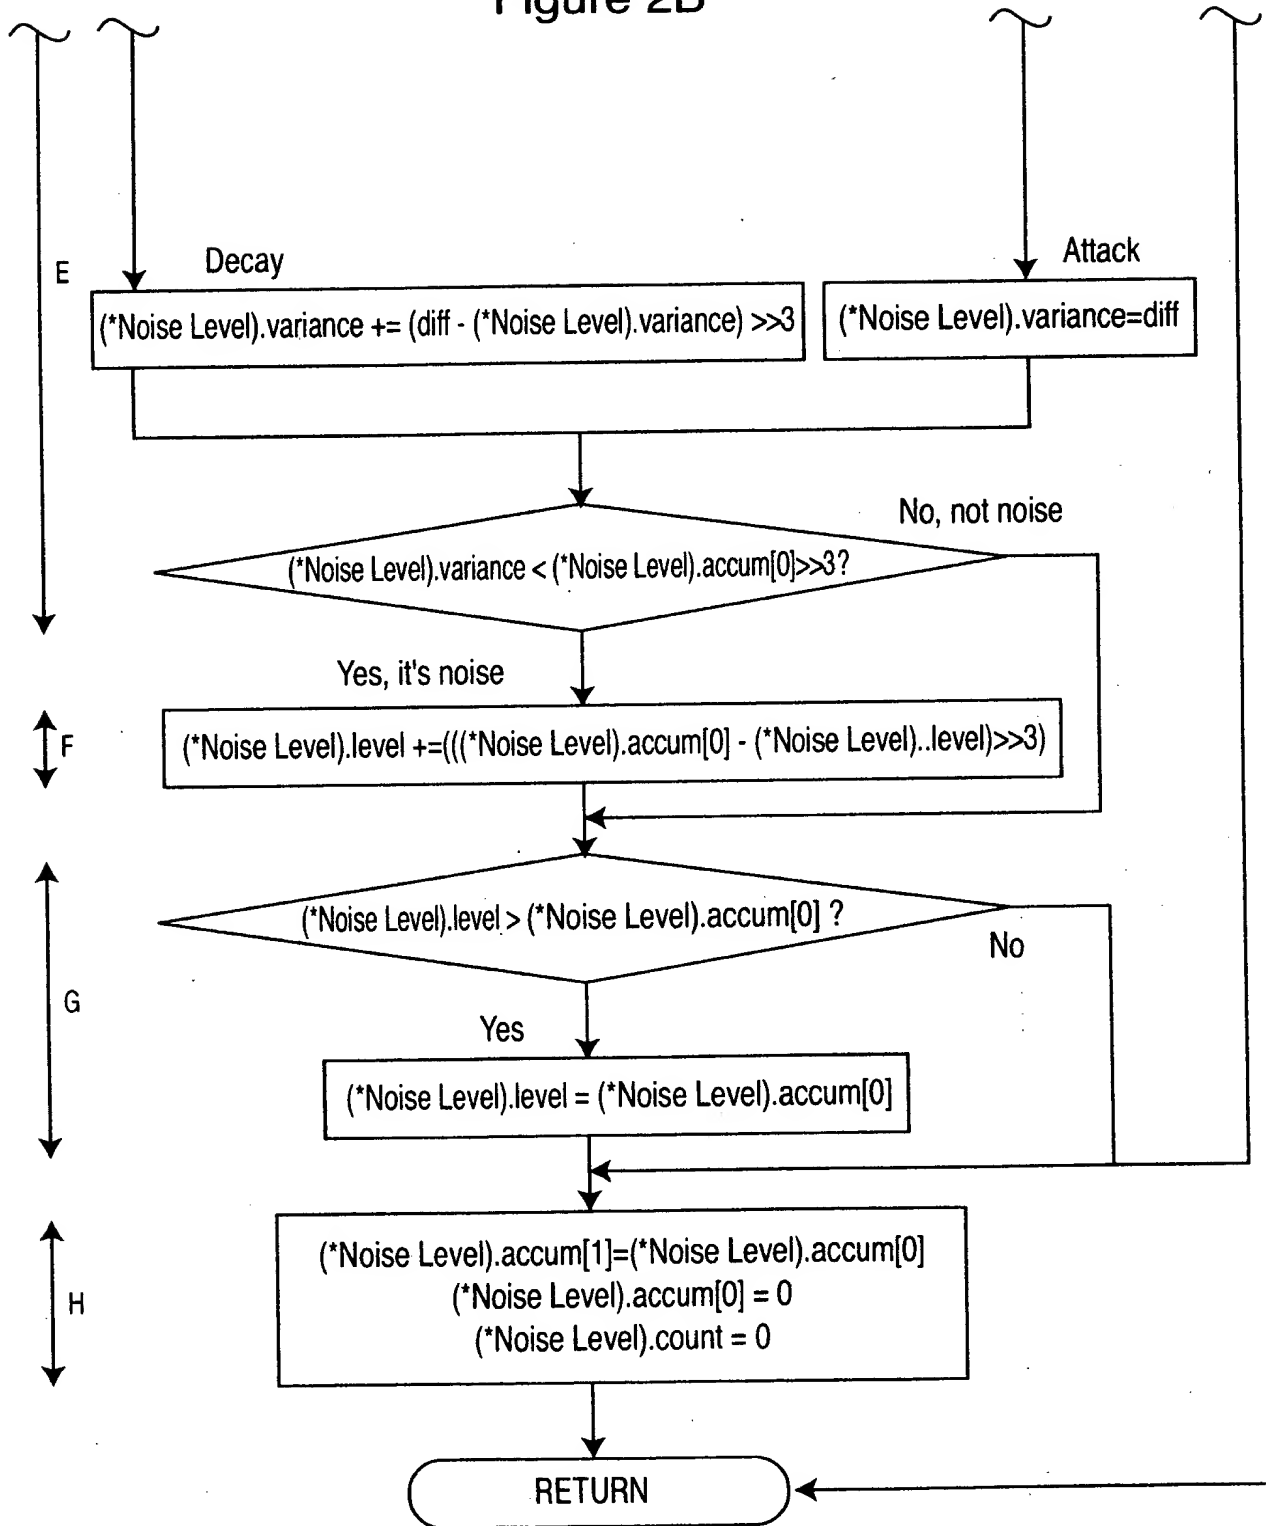 Figure 2B
E
Decay
Attack
(*Noise Level).variance += (diff - (*Noise Level).variance) >>3
(*Noise Level).variance=diff
No, not noise
(*Noise Level).variance < (*Noise Level).accum[0]>>3?
Yes, it's noise
F
(*Noise Level).level +=(((*Noise Level).accum[0] - (*Noise Level)..level)>>3)
(*Noise Level).level > (*Noise Level).accum[0] ?
No
G
Yes
(*Noise Level).level = (*Noise Level).accum[0]
H
(*Noise Level).accum[1]=(*Noise Level).accum[0]
(*Noise Level).accum[0] = 0
(*Noise Level).count = 0
RETURN